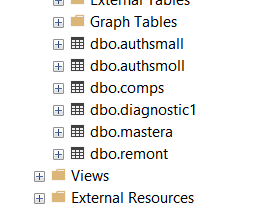 External Tables
Graph Tables
dbo.authsmall
dbo.authsmoll
dbo.comps
dbo.diagnostic1
dbo.mastera
dbo.remont
Views
External Resources